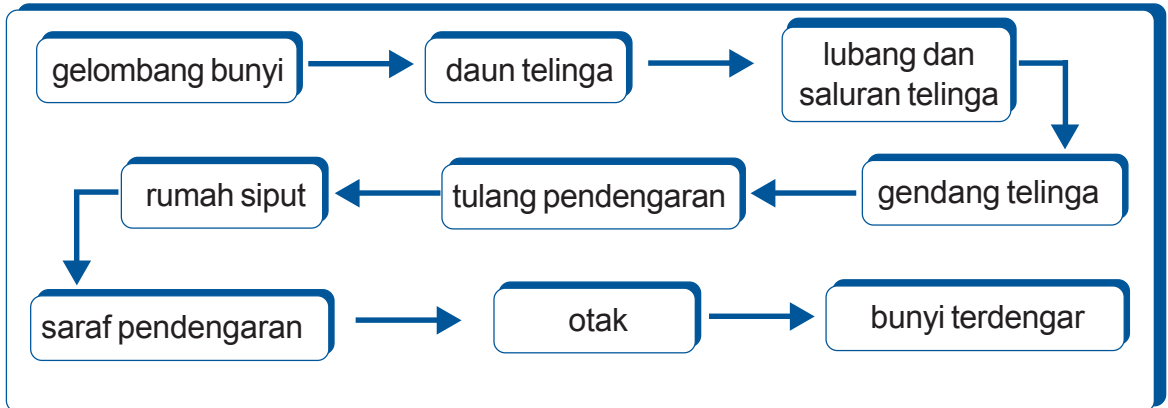 gelombang bunyi
daun telinga
lubang dan
saluran telinga
gendang telinga
tulang pendengaran
rumah siput
saraf pendengaran
otak
bunyi terdengar